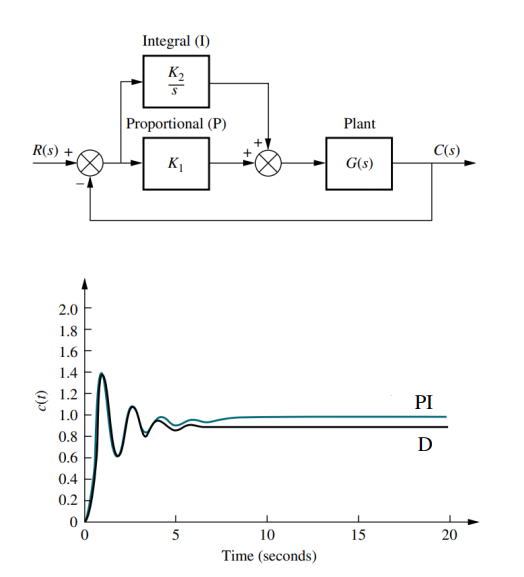 Integral (I)
K₂
s
Proportional (P)
Plant
R(s) +
+
+
K₁
G(s)
C(s)
−
2.0
1.8
1.6
1.4
1.2
1.0
0.8
0.6
0.4
0.2
0
c(t)
PI
D
0 5 10 15 20
Time (seconds)